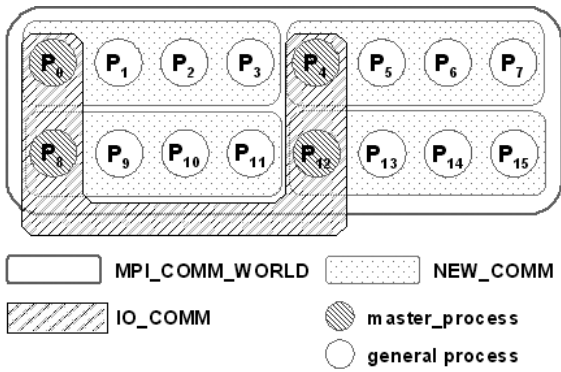 P0 P1 P2 P3 P4 P5 P6 P7
P8 P9 P10 P11 P12 P13 P14 P15
MPI_COMM_WORLD NEW_COMM
IO_COMM master_process
general process